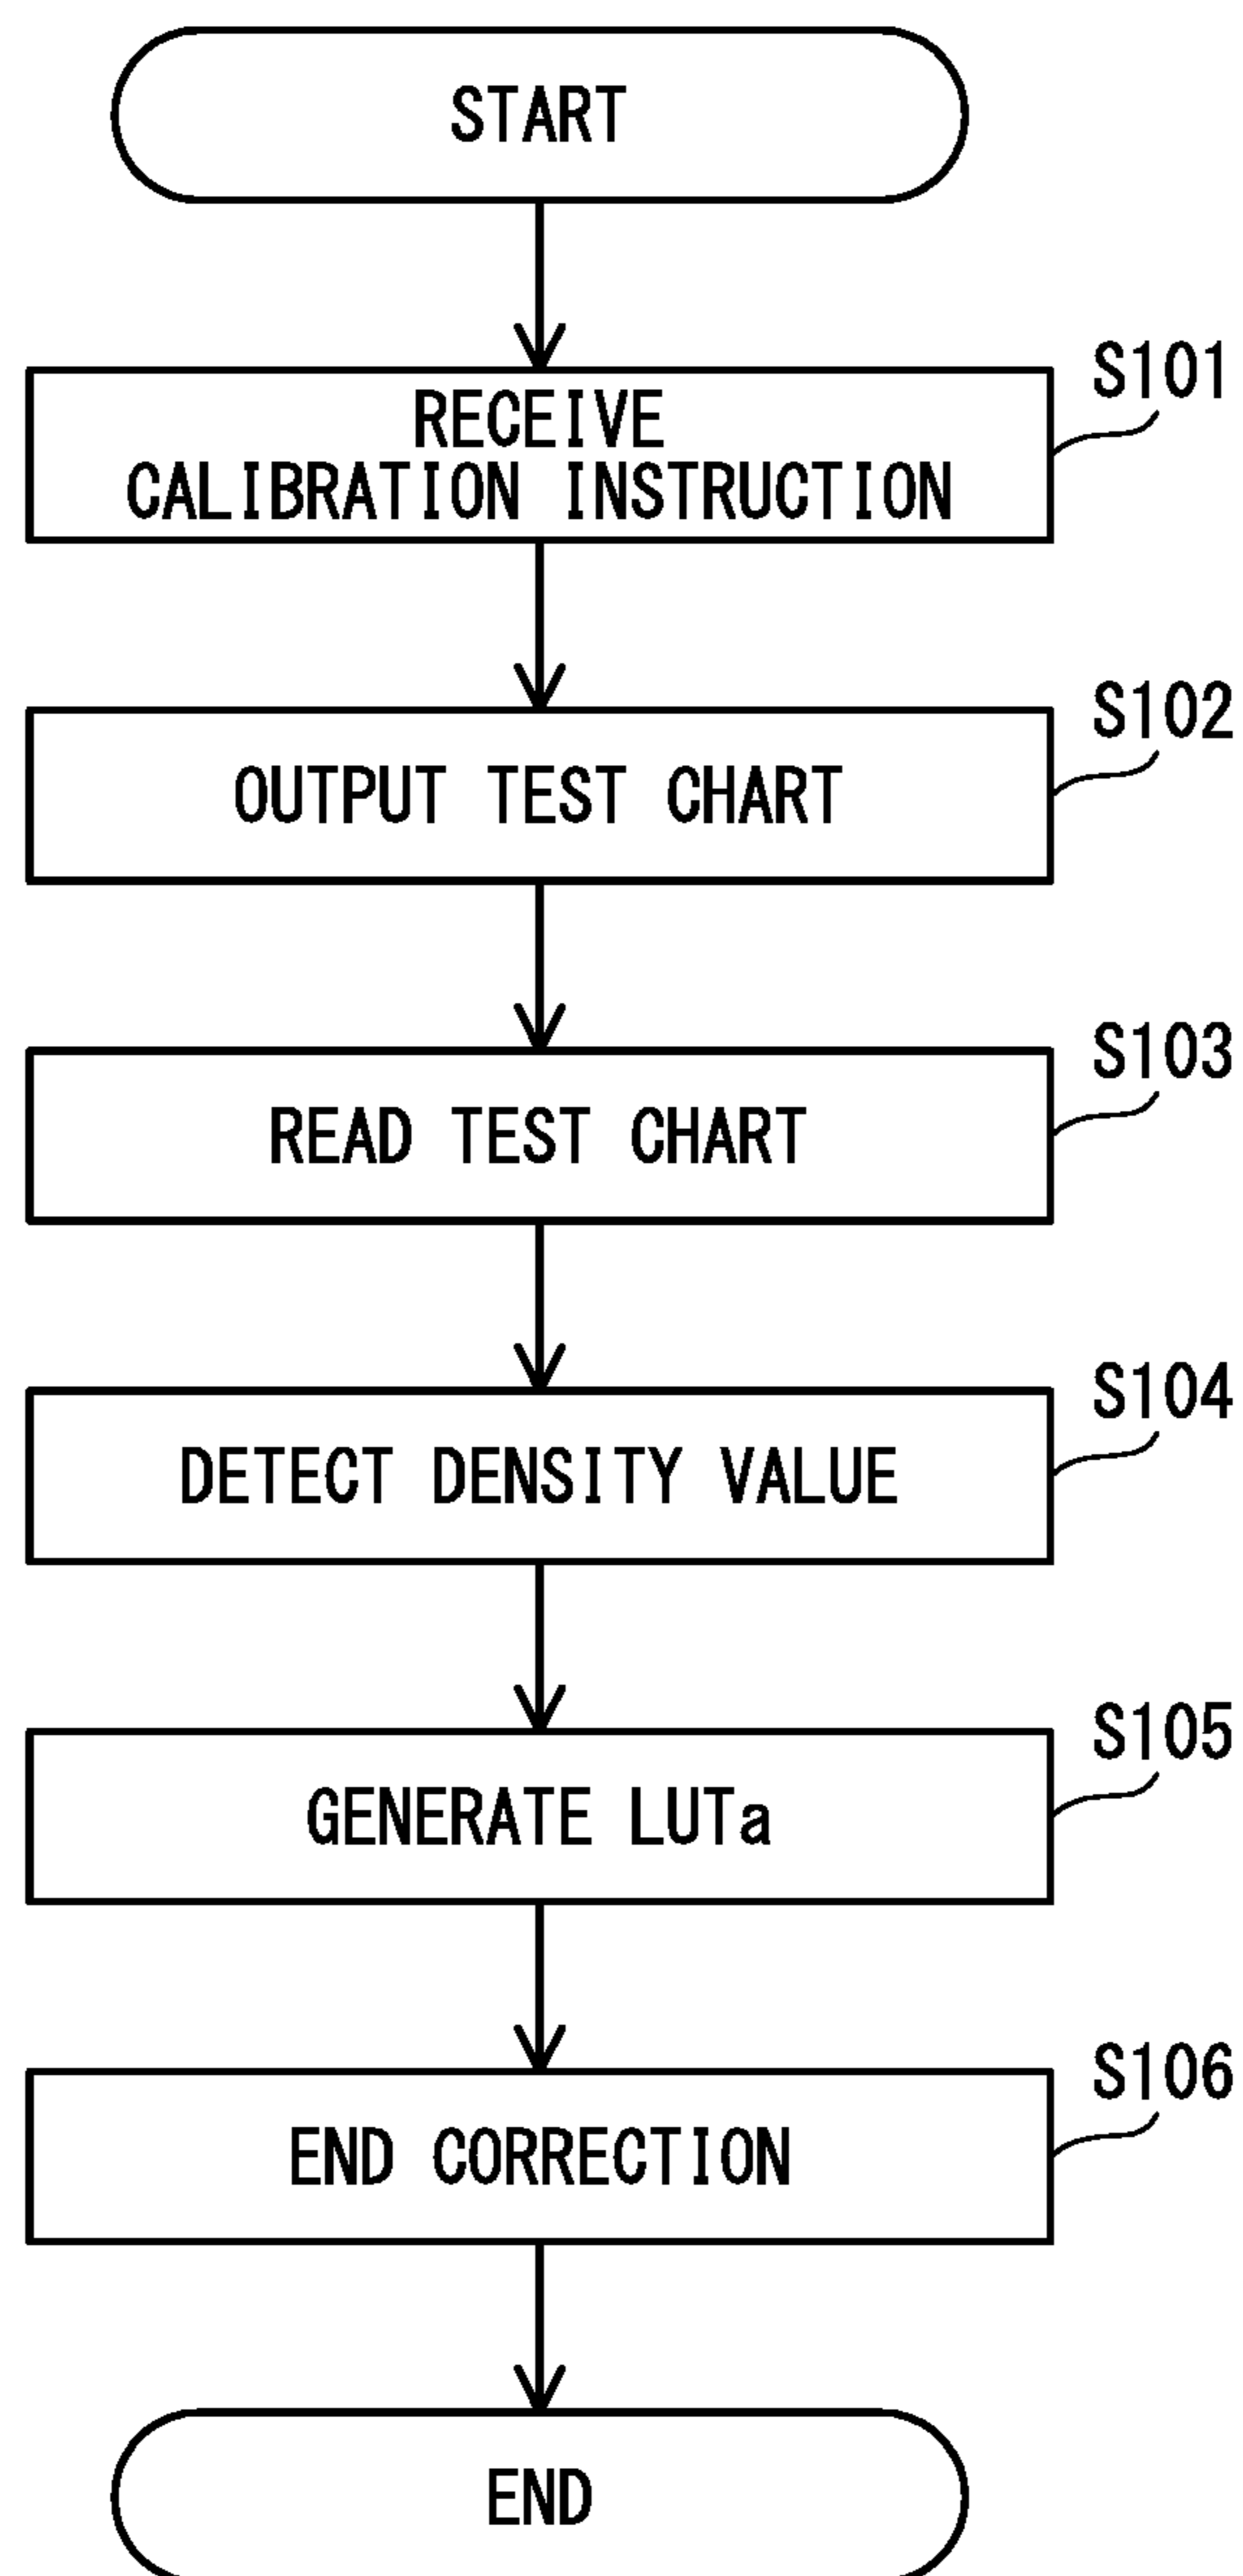 START
S101
RECEIVE
CALIBRATION INSTRUCTION
S102
OUTPUT TEST CHART
S103
READ TEST CHART
S104
DETECT DENSITY VALUE
S105
GENERATE LUTa
S106
END CORRECTION
END